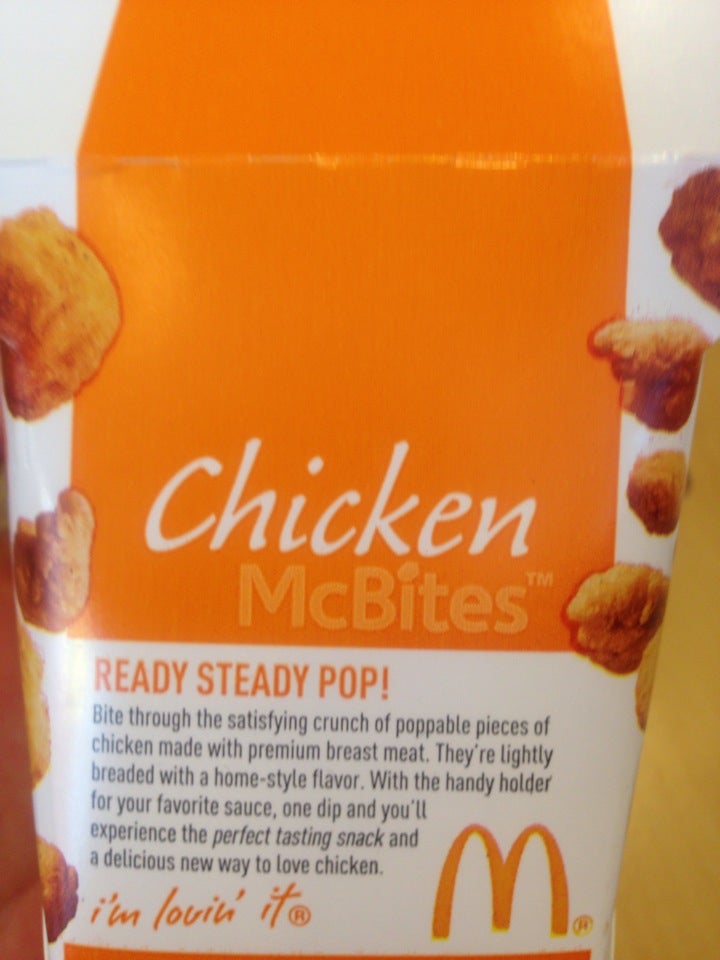 Chicken
McBites™
READY STEADY POP!
Bite through the satisfying crunch of poppable pieces of
chicken made with premium breast meat. They're lightly
breaded with a home-style flavor. With the handy holder
for your favorite sauce, one dip and you'll
experience the perfect tasting snack and
a delicious new way to love chicken.
i'm lovin' it®
M®